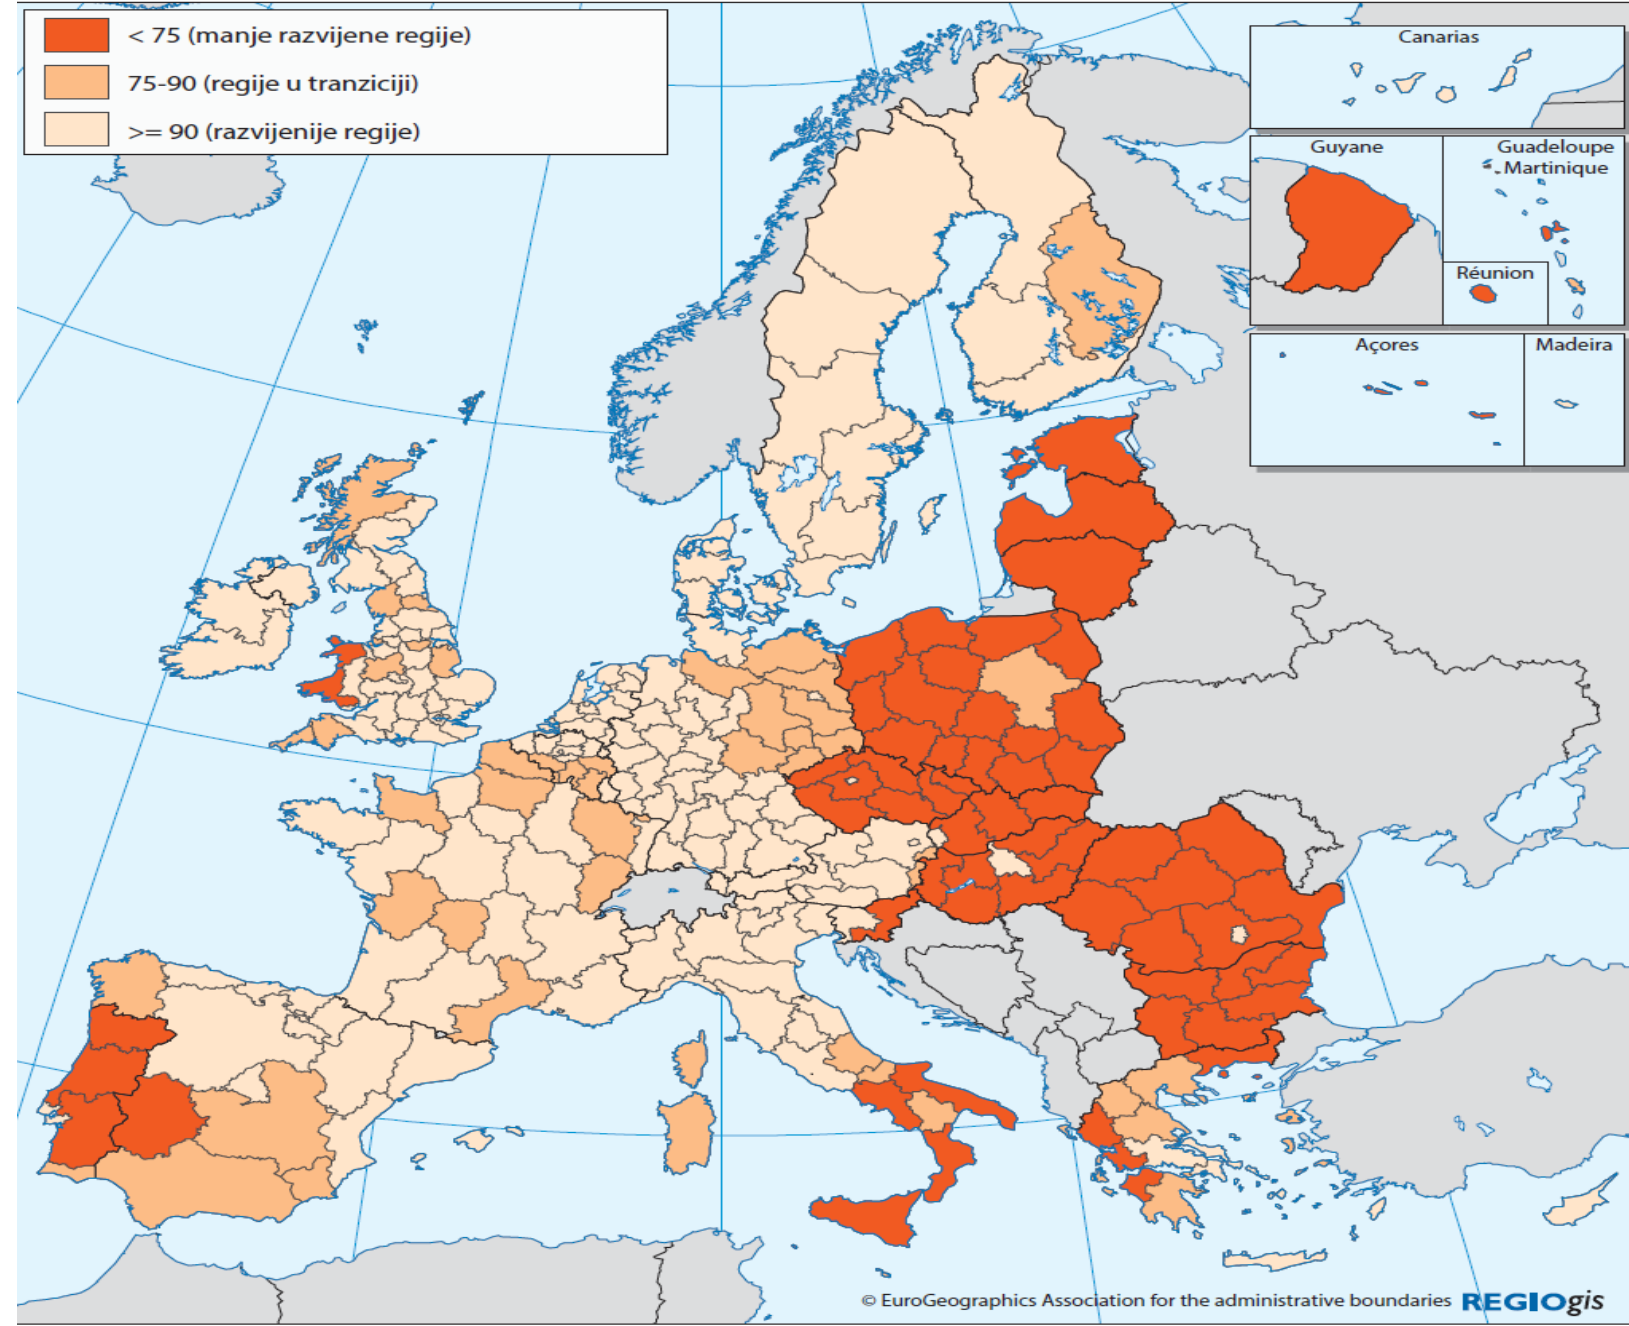 < 75 (manje razvijene regije)
75-90 (regije u tranziciji)
>= 90 (razvijenije regije)
Canarias
Guyane
Guadeloupe
Martinique
Réunion
Açores
Madeira
© EuroGeographics Association for the administrative boundaries REGIOgis